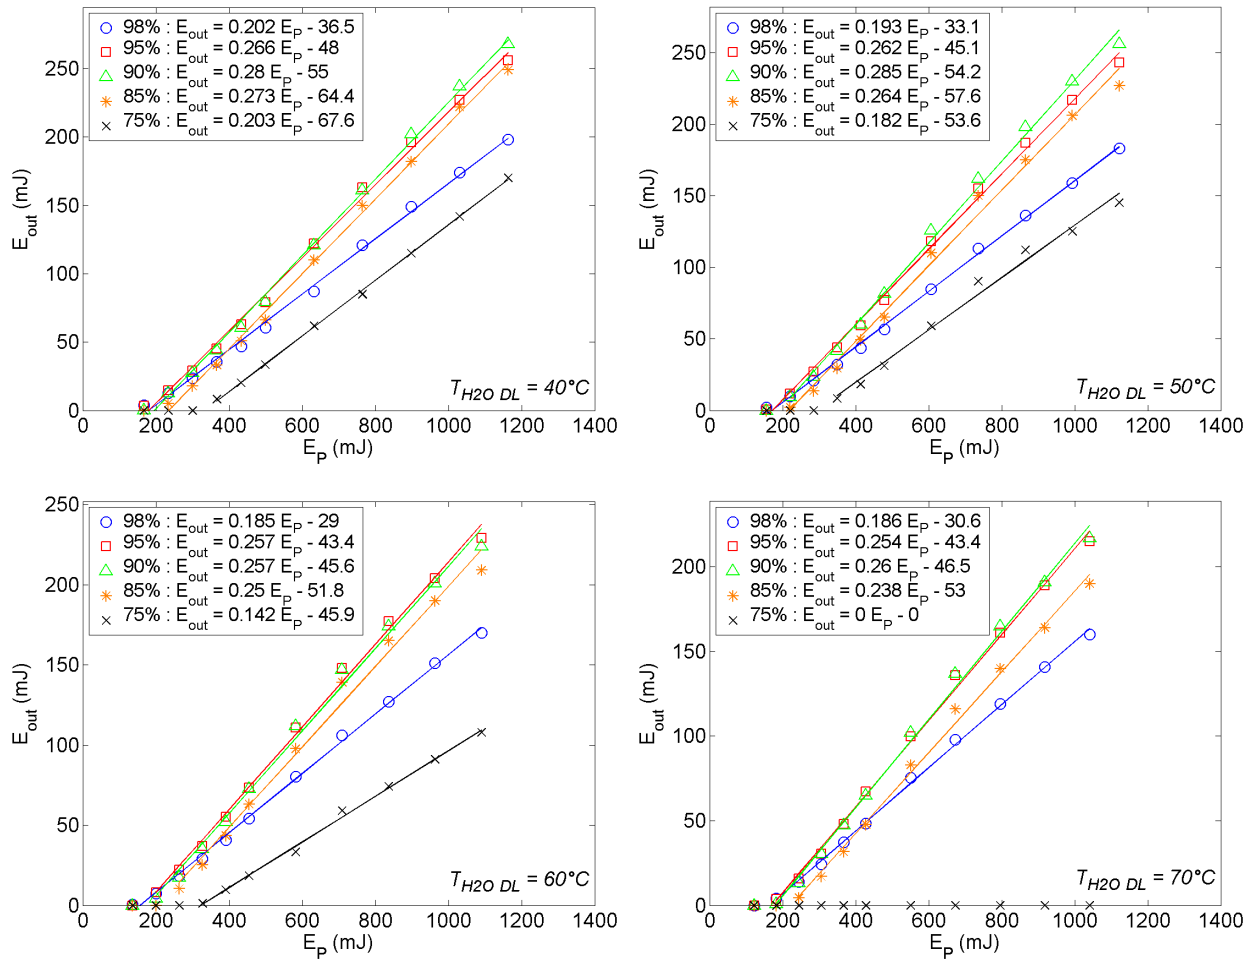 98% : E_out = 0.202 E_P - 36.5
95% : E_out = 0.266 E_P - 48
90% : E_out = 0.28 E_P - 55
85% : E_out = 0.273 E_P - 64.4
75% : E_out = 0.203 E_P - 67.6
250
200
150
100
50
0
E_out (mJ)
T_H2O DL = 40°C
0 200 400 600 800 1000 1200 1400
E_P (mJ)
98% : E_out = 0.193 E_P - 33.1
95% : E_out = 0.262 E_P - 45.1
90% : E_out = 0.285 E_P - 54.2
85% : E_out = 0.264 E_P - 57.6
75% : E_out = 0.182 E_P - 53.6
250
200
150
100
50
0
E_out (mJ)
T_H2O DL = 50°C
0 200 400 600 800 1000 1200 1400
E_P (mJ)
98% : E_out = 0.185 E_P - 29
95% : E_out = 0.257 E_P - 43.4
90% : E_out = 0.257 E_P - 45.6
85% : E_out = 0.25 E_P - 51.8
75% : E_out = 0.142 E_P - 45.9
250
200
150
100
50
0
E_out (mJ)
T_H2O DL = 60°C
0 200 400 600 800 1000 1200 1400
E_P (mJ)
98% : E_out = 0.186 E_P - 30.6
95% : E_out = 0.254 E_P - 43.4
90% : E_out = 0.26 E_P - 46.5
85% : E_out = 0.238 E_P - 53
75% : E_out = 0 E_P - 0
200
150
100
50
0
E_out (mJ)
T_H2O DL = 70°C
0 200 400 600 800 1000 1200 1400
E_P (mJ)